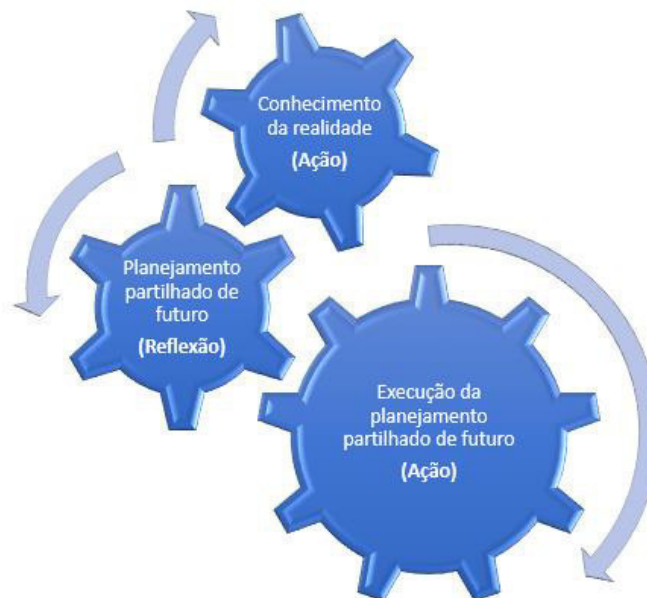 Conhecimento
da realidade
(Ação)
Planejamento
partilhado de
futuro
(Reflexão)
Execução da
planejamento
partilhado de futuro
(Ação)